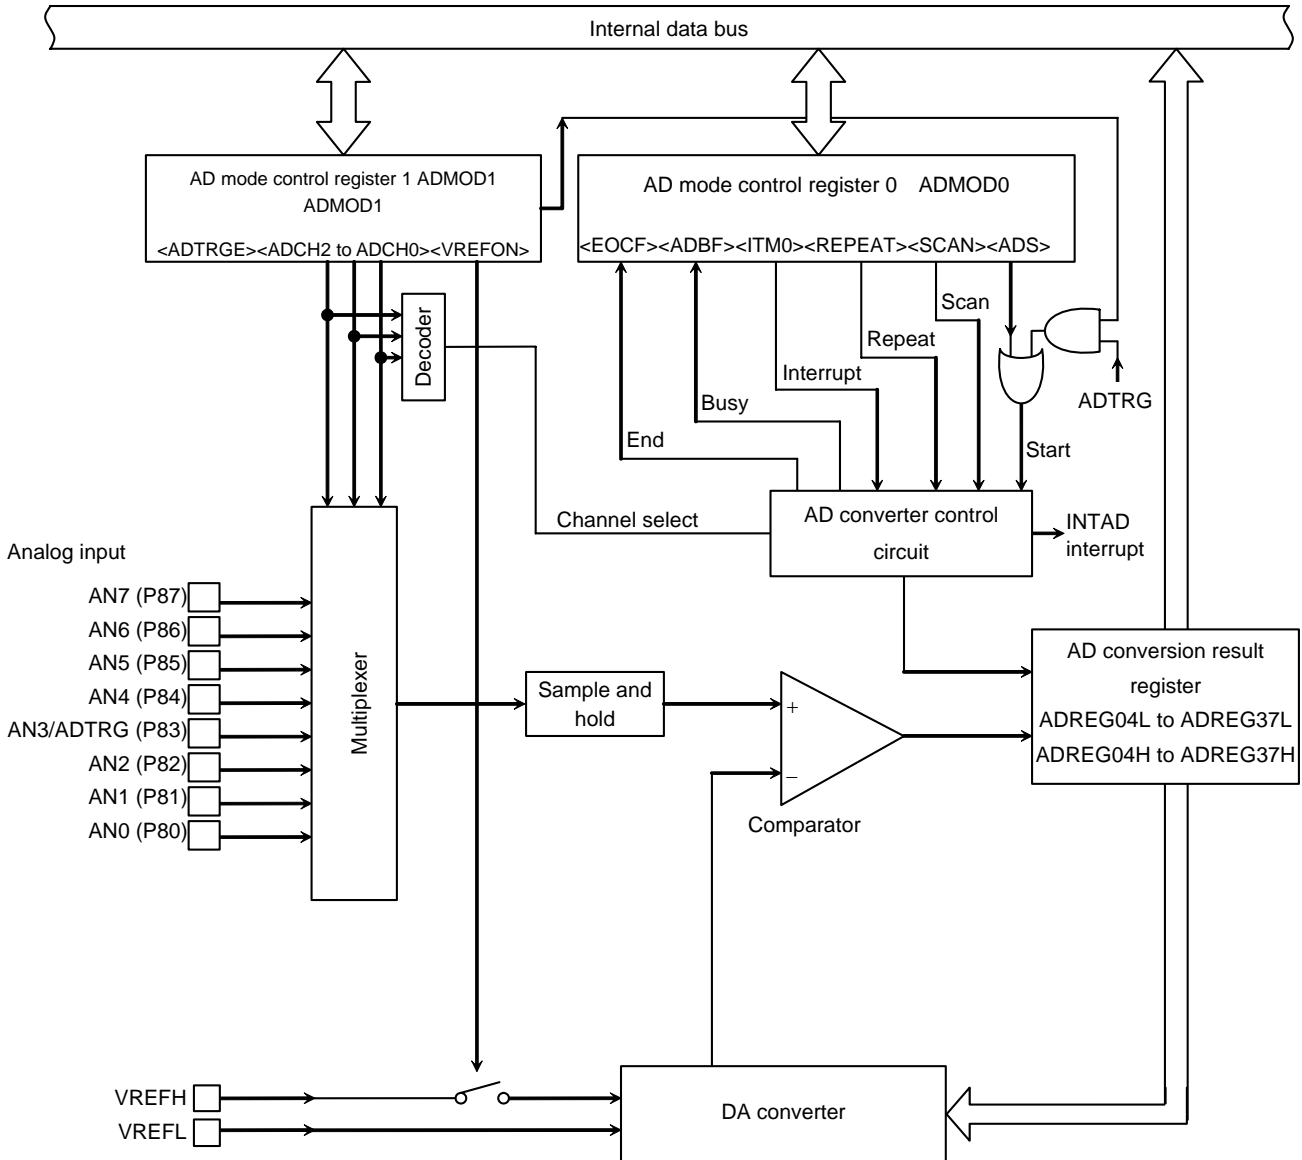 Internal data bus
AD mode control register 1 ADMOD1
ADMOD1
<ADTRGE><ADCH2 to ADCH0><VREFON>
AD mode control register 0 ADMOD0
<EOCF><ADBF><ITM0><REPEAT><SCAN><ADS>
Decoder
Scan
Repeat
Interrupt
Busy
End
ADTRG
Start
Channel select
AD converter control
circuit
INTAD
interrupt
Analog input
AN7 (P87)
AN6 (P86)
AN5 (P85)
AN4 (P84)
AN3/ADTRG (P83)
AN2 (P82)
AN1 (P81)
AN0 (P80)
Multiplexer
Sample and
hold
+
−
Comparator
AD conversion result
register
ADREG04L to ADREG37L
ADREG04H to ADREG37H
VREFH
VREFL
DA converter